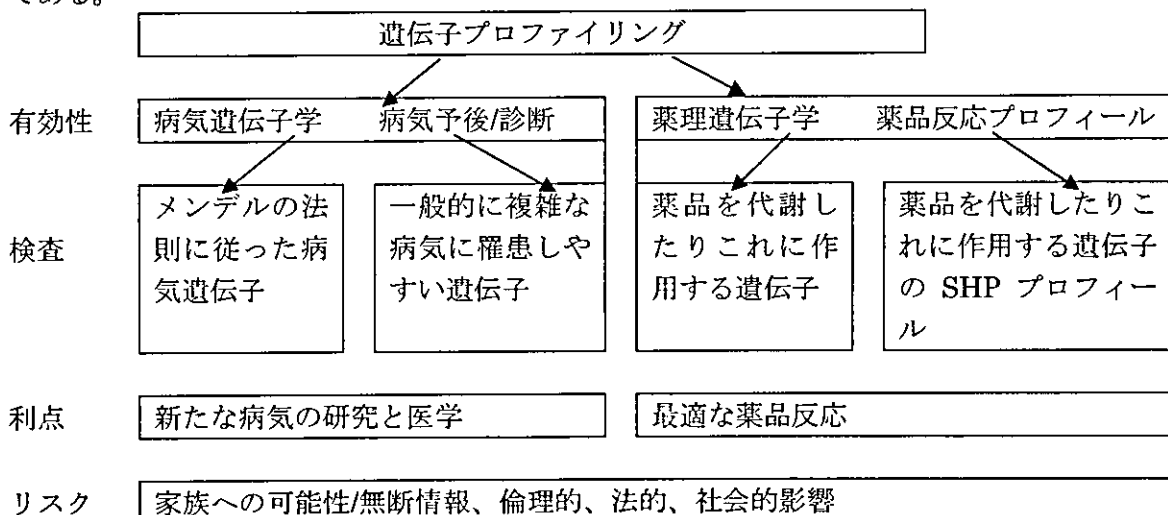 である。
遺伝子プロファイリング
有効性
病気遺伝子学 病気予後/診断
薬理遺伝子学 薬品反応プロフィール
検査
メンデルの法
則に従った病
気遺伝子
一般的に複雑な
病気に罹患しや
すい遺伝子
薬品を代謝し
たりこれに作
用する遺伝子
薬品を代謝したりこ
れに作用する遺伝子
の SHP プロフィー
ル
利点
新たな病気の研究と医学
最適な薬品反応
リスク
家族への可能性/無断情報、倫理的、法的、社会的影響